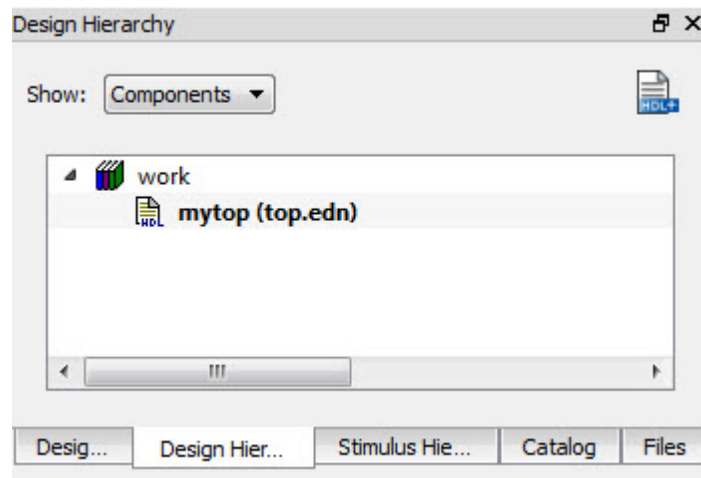 Design Hierarchy
Show: Components
HDL+
work
HDL mytop (top.edn)
Desig... Design Hier... Stimulus Hie... Catalog Files